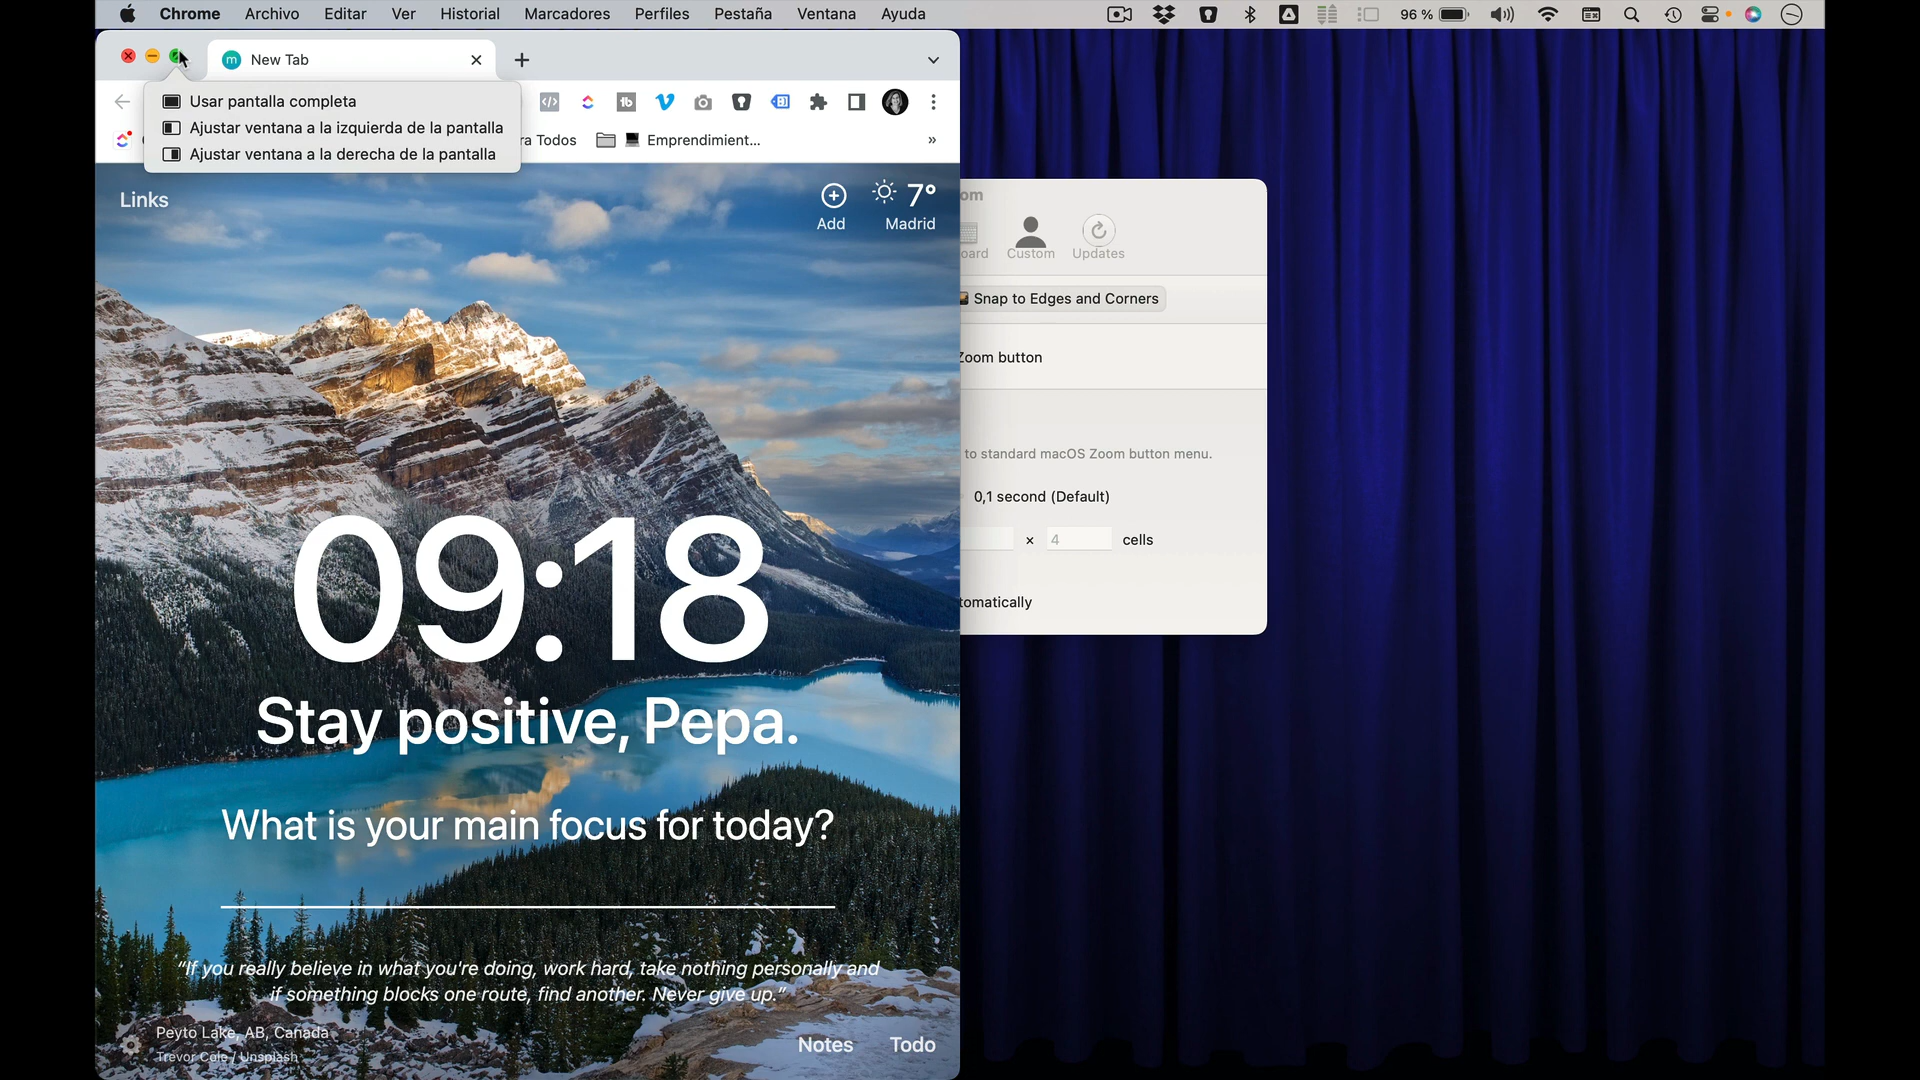 Chrome Archivo Editar Ver Historial Marcadores Perfiles Pestaña Ventana Ayuda 96 %
New Tab
Usar pantalla completa
Ajustar ventana a la izquierda de la pantalla
Ajustar ventana a la derecha de la pantalla
ra Todos Emprendimient... »
Links
7°
Add Madrid
om
oard Custom Updates
Snap to Edges and Corners
Zoom button
to standard macOS Zoom button menu.
0,1 second (Default)
x 4 cells
tomatically
09:18
Stay positive, Pepa.
What is your main focus for today?
“If you really believe in what you're doing, work hard, take nothing personally and
if something blocks one route, find another. Never give up.”
Peyto Lake, AB, Canada
Trevor Cole / Unsplash
Notes Todo